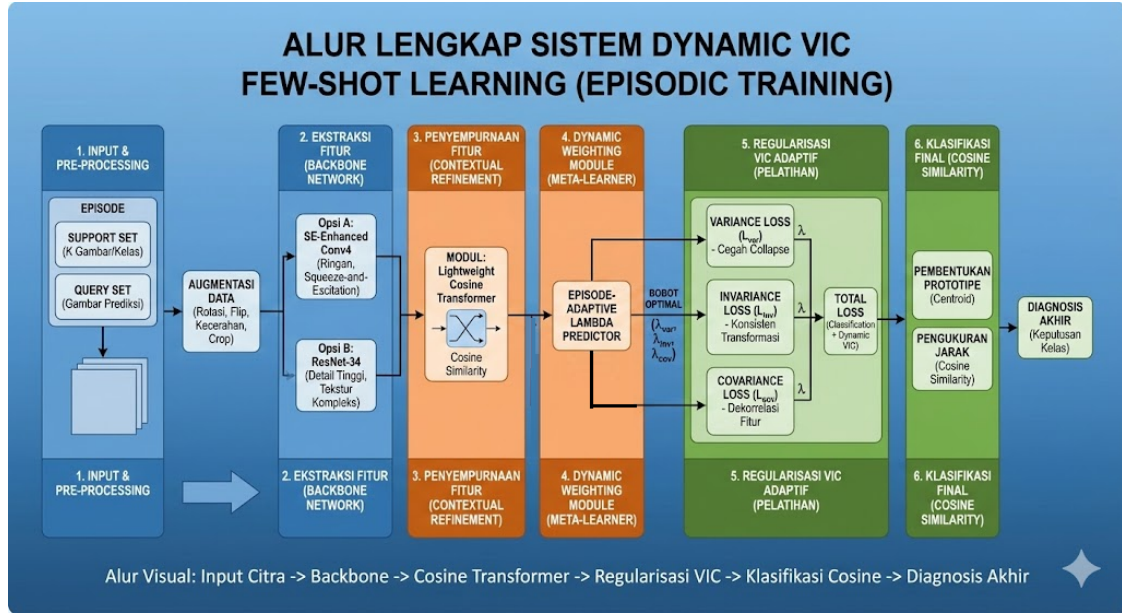 ALUR LENGKAP SISTEM DYNAMIC VIC
FEW-SHOT LEARNING (EPISODIC TRAINING)
1. INPUT &
PRE-PROCESSING
EPISODE
SUPPORT SET
(K Gambar/Kelas)
QUERY SET
(Gambar Prediksi)
1. INPUT &
PRE-PROCESSING
AUGMENTASI
DATA
(Rotasi, Flip,
Kecerahan,
Crop)
2. EKSTRAKSI
FITUR
(BACKBONE
NETWORK)
Opsi A:
SE-Enhanced
Conv4
(Ringan,
Squeeze-and-
Escitation)
Opsi B:
ResNet-34
(Detail Tinggi,
Tekstur
Kompleks)
2. EKSTRAKSI FITUR
(BACKBONE
NETWORK)
3. PENYEMPURNAAN
FITUR
(CONTEXTUAL
REFINEMENT)
MODUL:
Lightweight
Cosine
Transformer
Cosine
Similarity
3. PENYEMPURNAAN
FITUR
(CONTEXTUAL
REFINEMENT)
4. DYNAMIC
WEIGHTING
MODULE
(META-LEARNER)
EPISODE-
ADAPTIVE
LAMBDA
PREDICTOR
4. DYNAMIC
WEIGHTING
MODULE
(META-LEARNER)
BOBOT
OPTIMAL
(λvar,
λinv,
λcov)
5. REGULARISASI
VIC ADAPTIF
(PELATIHAN)
VARIANCE LOSS
(Lvar)
- Cegah Collapse
λ
INVARIANCE
LOSS (Linv)
- Konsisten
Transformasi
λ
COVARIANCE
LOSS (Lsov)
- Dekorrelasi
Fitur
λ
TOTAL
LOSS
(Classification
+ Dynamic
VIC)
5. REGULARISASI VIC
ADAPTIF
(PELATIHAN)
6. KLASIFIKASI
FINAL (COSINE
SIMILARITY)
PEMBENTUKAN
PROTOTIPE
(Centroid)
PENGUKURAN
JARAK
(Cosine
Similarity)
6. KLASIFIKASI
FINAL
(COSINE
SIMILARITY)
DIAGNOSIS
AKHIR
(Keputusan
Kelas)
Alur Visual: Input Citra -> Backbone -> Cosine Transformer -> Regularisasi VIC -> Klasifikasi Cosine -> Diagnosis Akhir